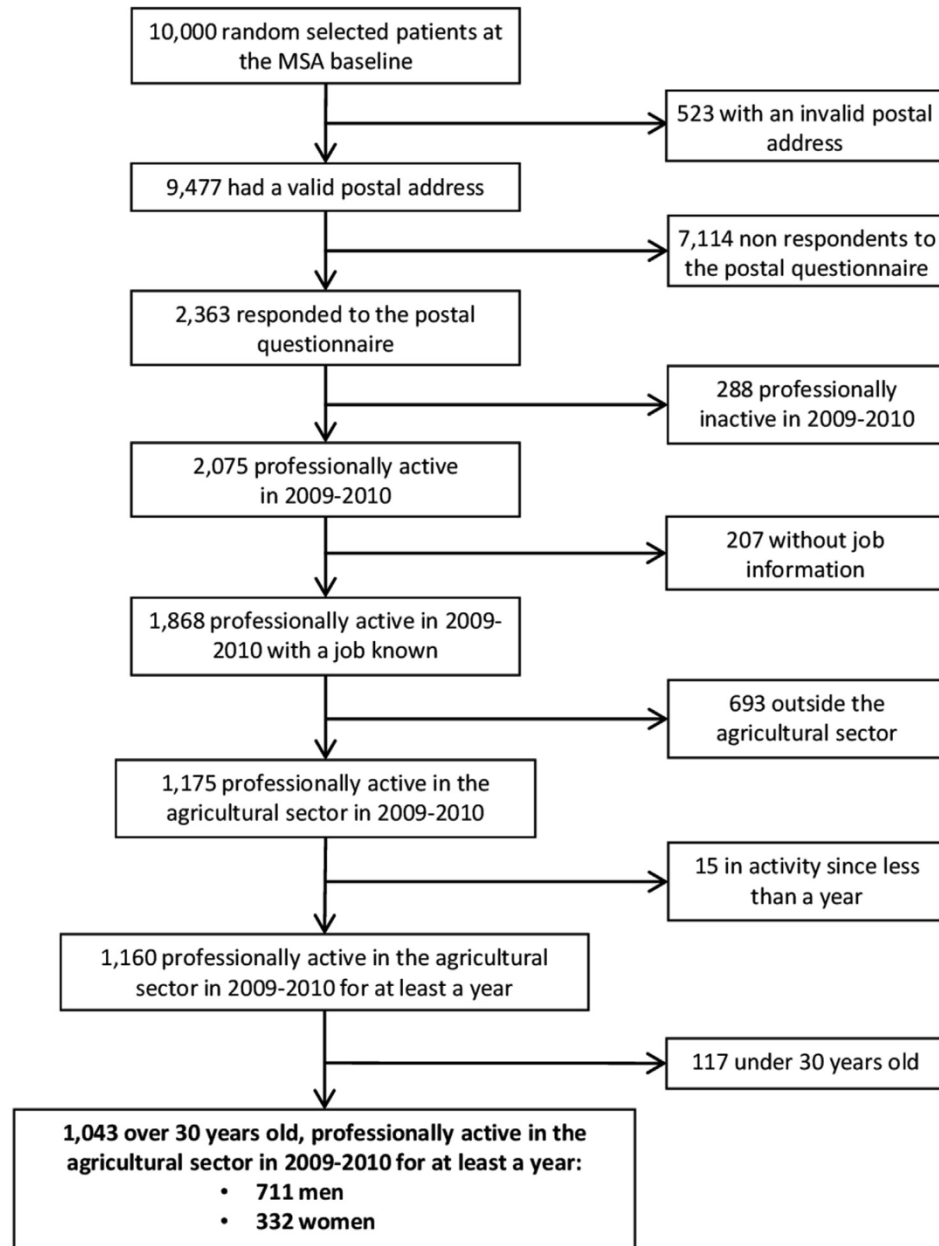 10,000 random selected patients at
the MSA baseline
523 with an invalid postal
address
9,477 had a valid postal address
7,114 non respondents to
the postal questionnaire
2,363 responded to the postal
questionnaire
288 professionally
inactive in 2009-2010
2,075 professionally active
in 2009-2010
207 without job
information
1,868 professionally active in 2009-
2010 with a job known
693 outside the
agricultural sector
1,175 professionally active in the
agricultural sector in 2009-2010
15 in activity since less
than a year
1,160 professionally active in the agricultural
sector in 2009-2010 for at least a year
117 under 30 years old
1,043 over 30 years old, professionally active in the
agricultural sector in 2009-2010 for at least a year:
• 711 men
• 332 women